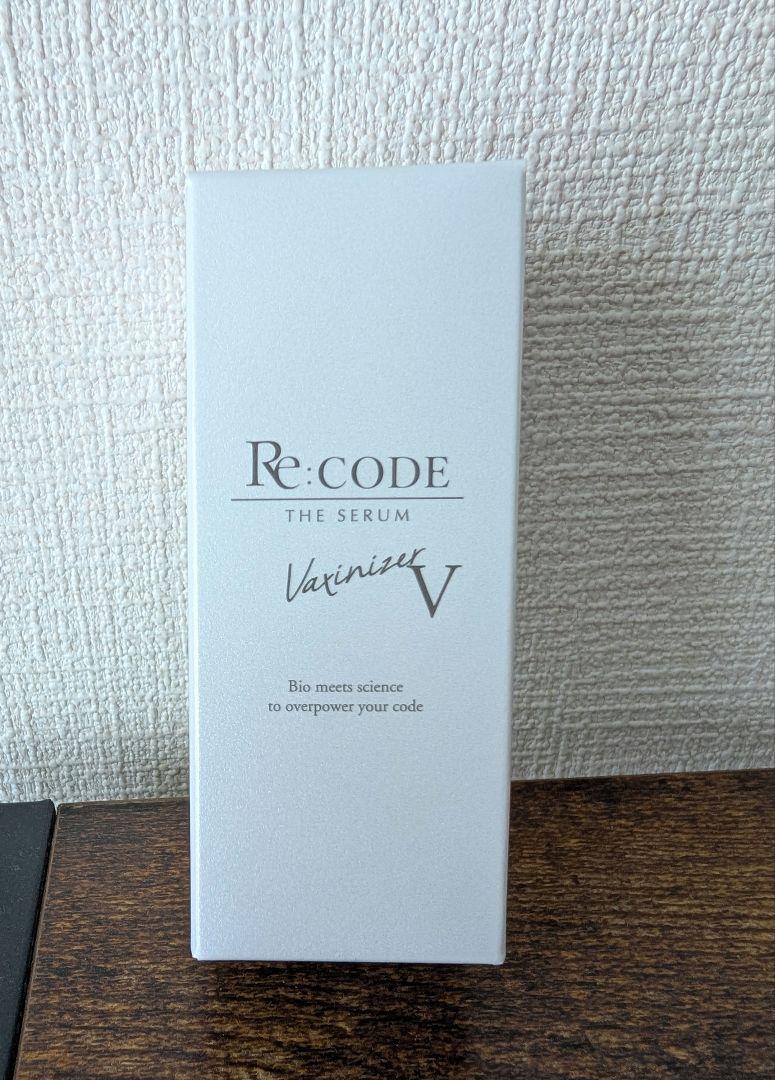 Re:CODE
THE SERUM
Vaxinizer
V
Bio meets science
to overpower your code